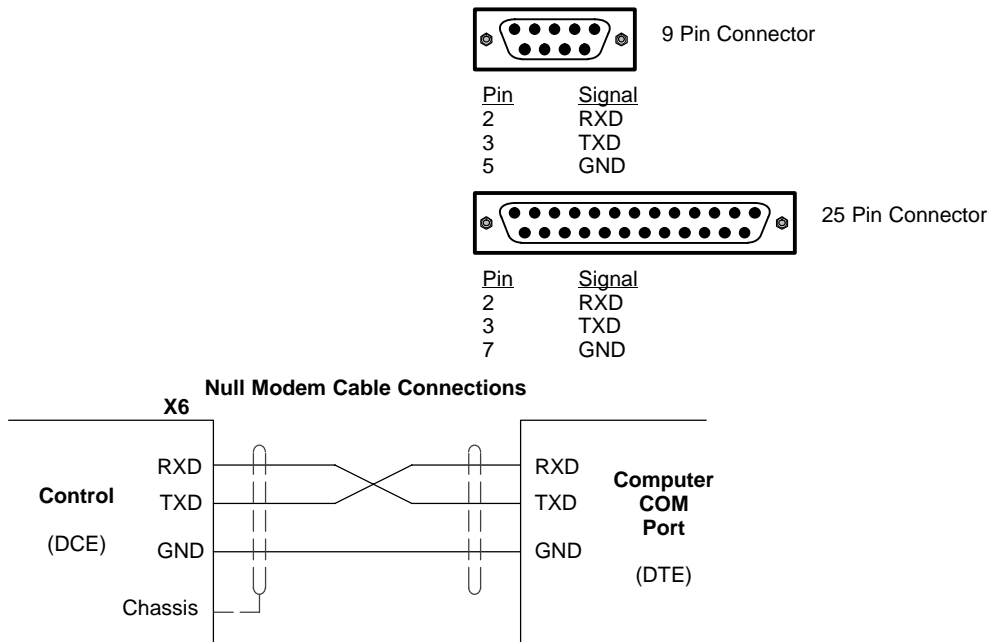 9 Pin Connector
Pin Signal
2 RXD
3 TXD
5 GND
25 Pin Connector
Pin Signal
2 RXD
3 TXD
7 GND
Null Modem Cable Connections
X6
RXD RXD
Control TXD TXD Computer COM Port
(DCE) GND GND (DTE)
Chassis